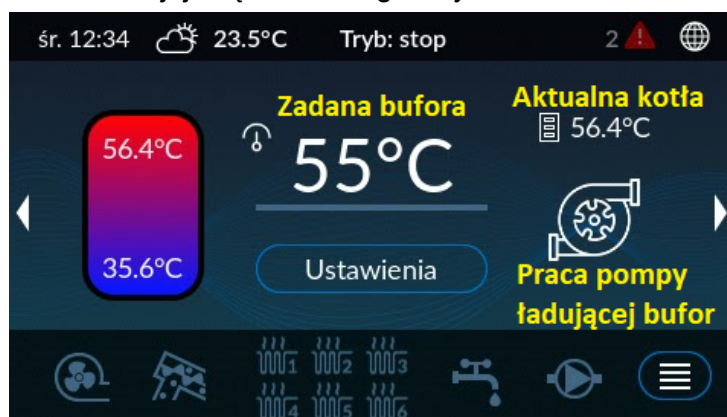 śr. 12:34 23.5°C Tryb: stop 2
Zadana bufora
Aktualna kotła
56.4°C
56.4°C
55°C
35.6°C
Ustawienia
Praca pompy
ładującej bufor
1 2 3
4 5 6